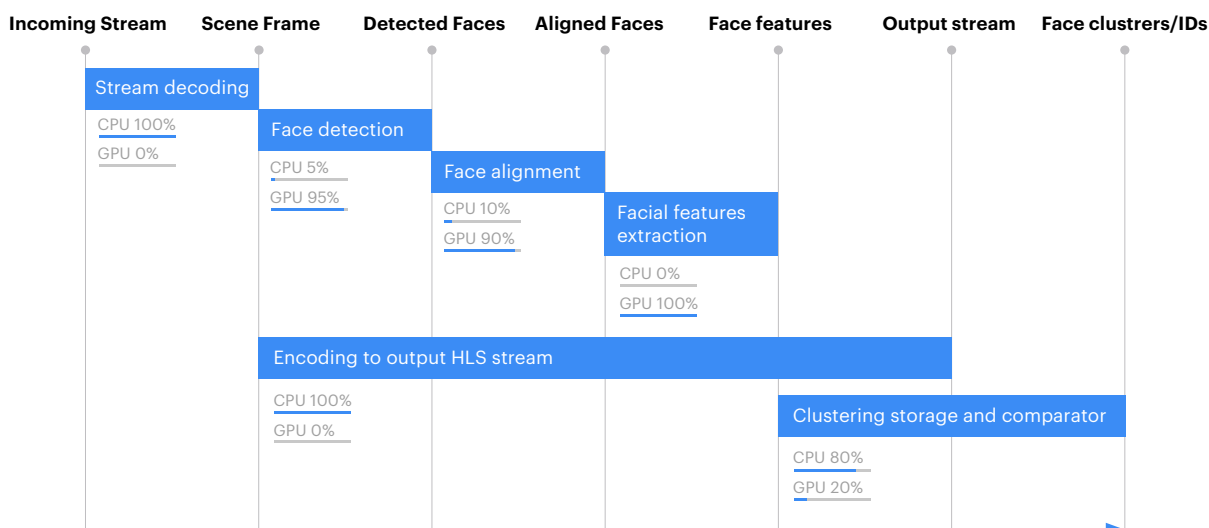 Incoming Stream
Scene Frame
Detected Faces
Aligned Faces
Face features
Output stream
Face clustrers/IDs
Stream decoding
CPU 100%
GPU 0%
Face detection
CPU 5%
GPU 95%
Face alignment
CPU 10%
GPU 90%
Facial features
extraction
CPU 0%
GPU 100%
Encoding to output HLS stream
CPU 100%
GPU 0%
Clustering storage and comparator
CPU 80%
GPU 20%